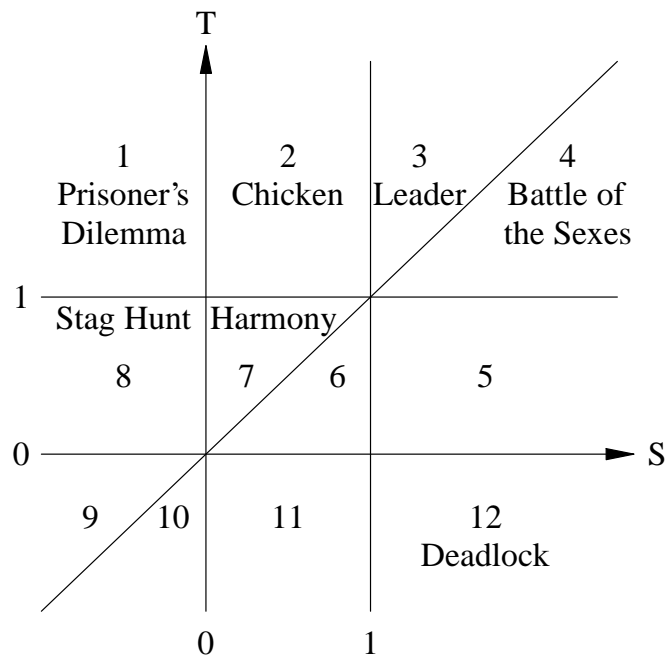 T
1
Prisoner's
Dilemma
2
Chicken
3
Leader
4
Battle of
the Sexes
1
Stag Hunt
Harmony
8
7
6
5
0
S
9
10
11
12
Deadlock
0
1